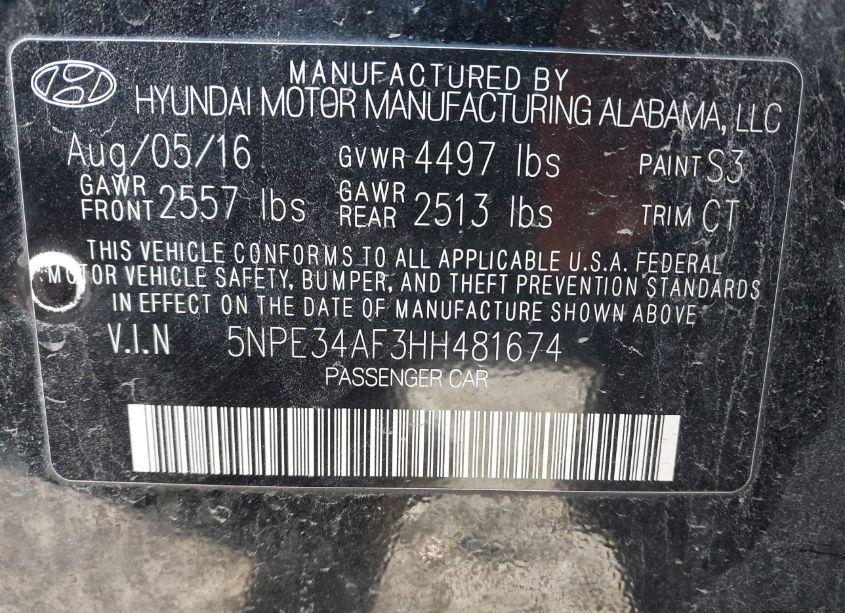 MANUFACTURED BY
HYUNDAI MOTOR MANUFACTURING ALABAMA, LLC
Aug/05/16 GVWR 4497 lbs PAINT S3
GAWR FRONT 2557 lbs GAWR REAR 2513 lbs TRIM CT
THIS VEHICLE CONFORMS TO ALL APPLICABLE U.S.A. FEDERAL
MOTOR VEHICLE SAFETY, BUMPER, AND THEFT PREVENTION STANDARDS
IN EFFECT ON THE DATE OF MANUFACTURE SHOWN ABOVE
V.I.N 5NPE34AF3HH481674
PASSENGER CAR